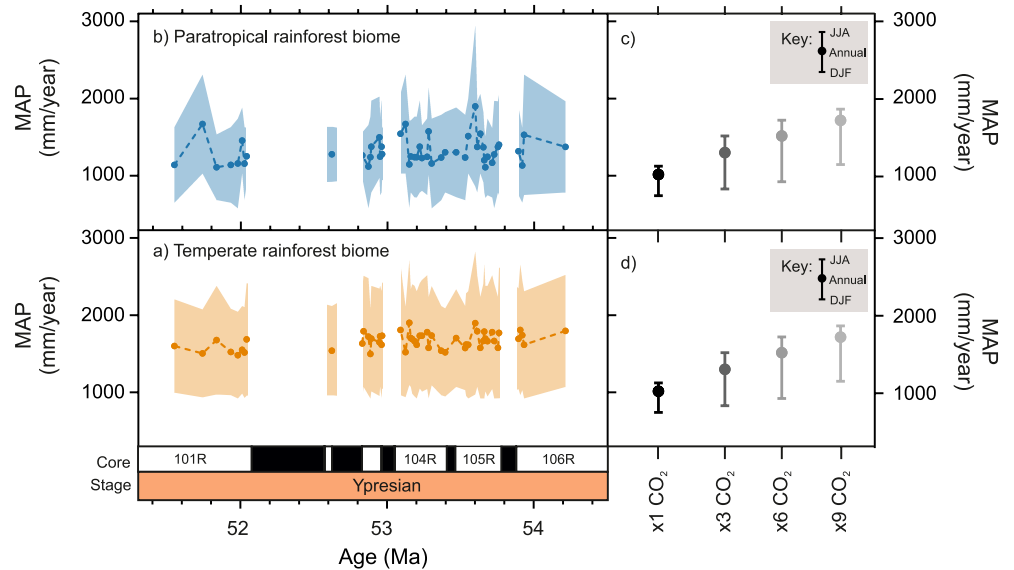 3000
2000
1000
MAP
(mm/year)
b) Paratropical rainforest biome
c)
Key:
JJA
Annual
DJF
3000
2000
1000
MAP
(mm/year)
3000
2000
1000
MAP
(mm/year)
a) Temperate rainforest biome
d)
Key:
JJA
Annual
DJF
3000
2000
1000
MAP
(mm/year)
Core
101R
104R
105R
106R
Stage
Ypresian
52
53
54
Age (Ma)
x1 CO₂
x3 CO₂
x6 CO₂
x9 CO₂